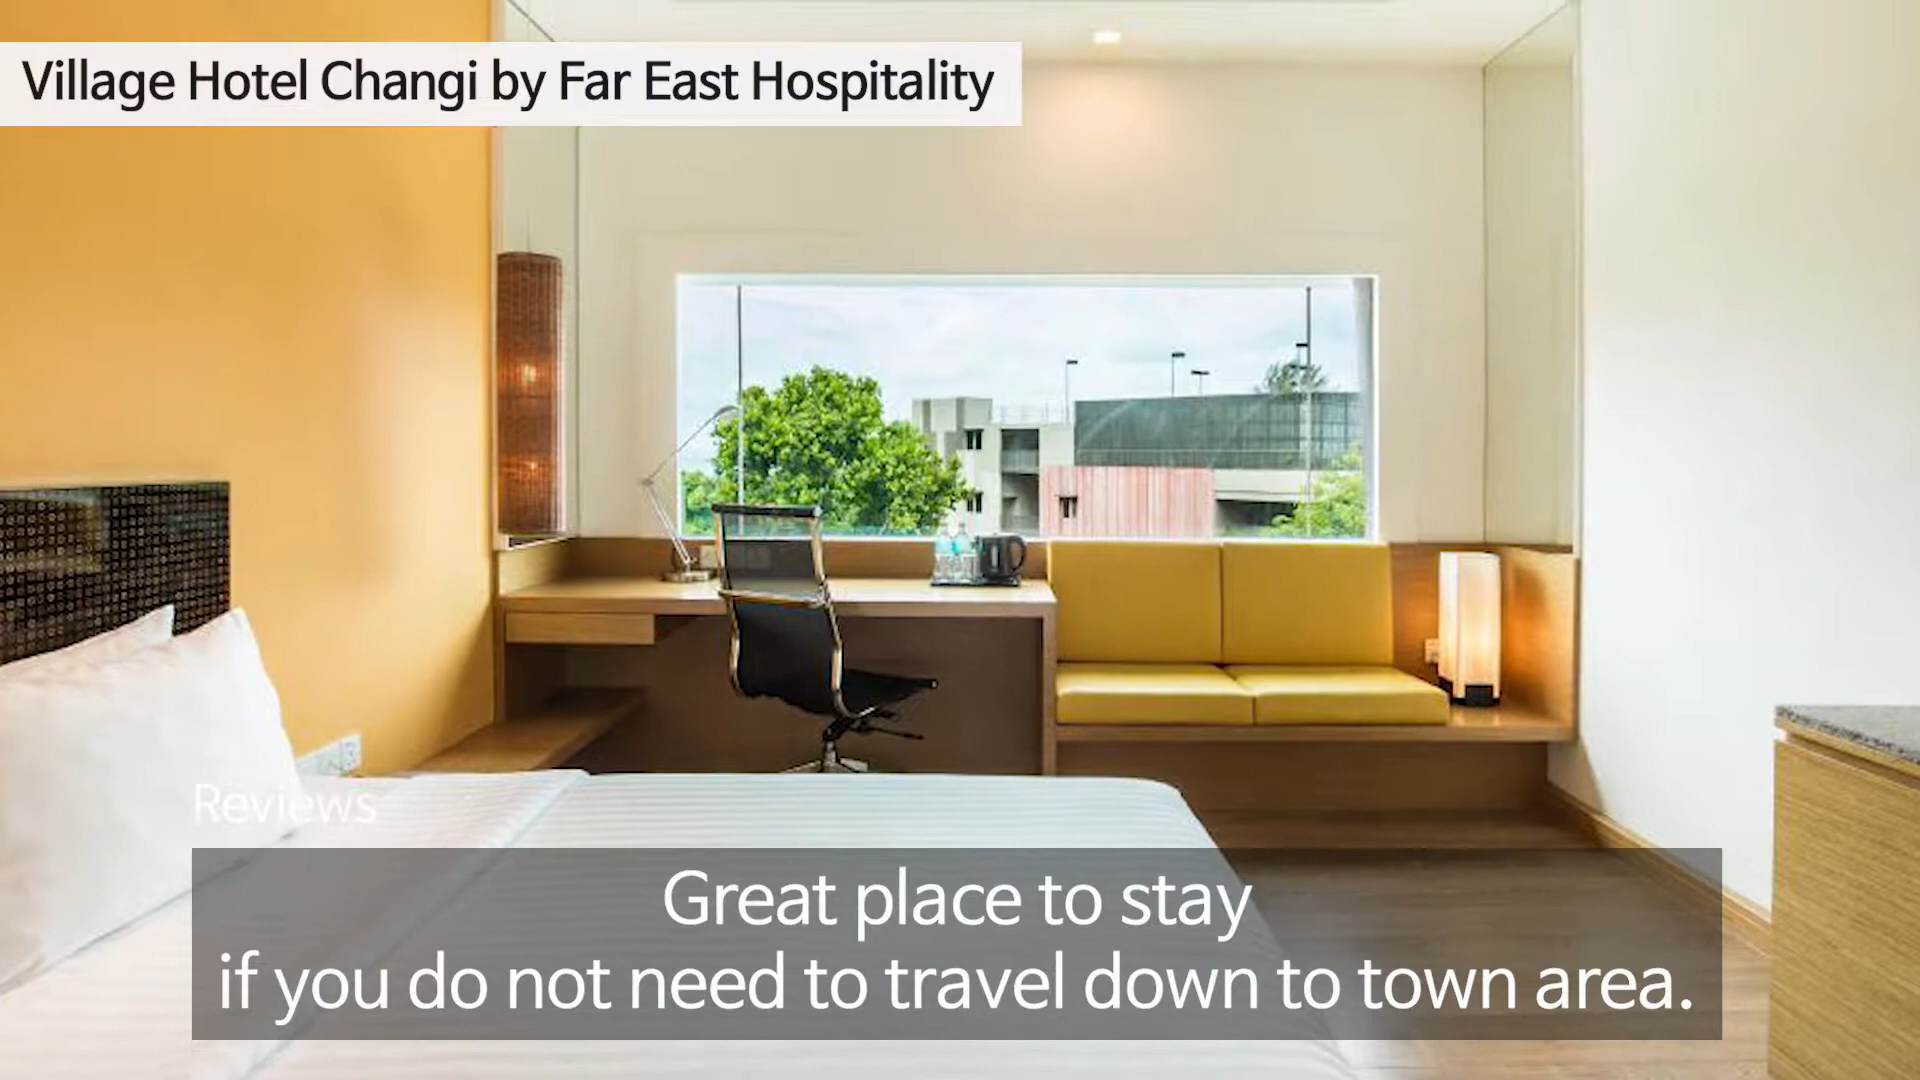 Village Hotel Changi by Far East Hospitality
Reviews
Great place to stay
if you do not need to travel down to town area.